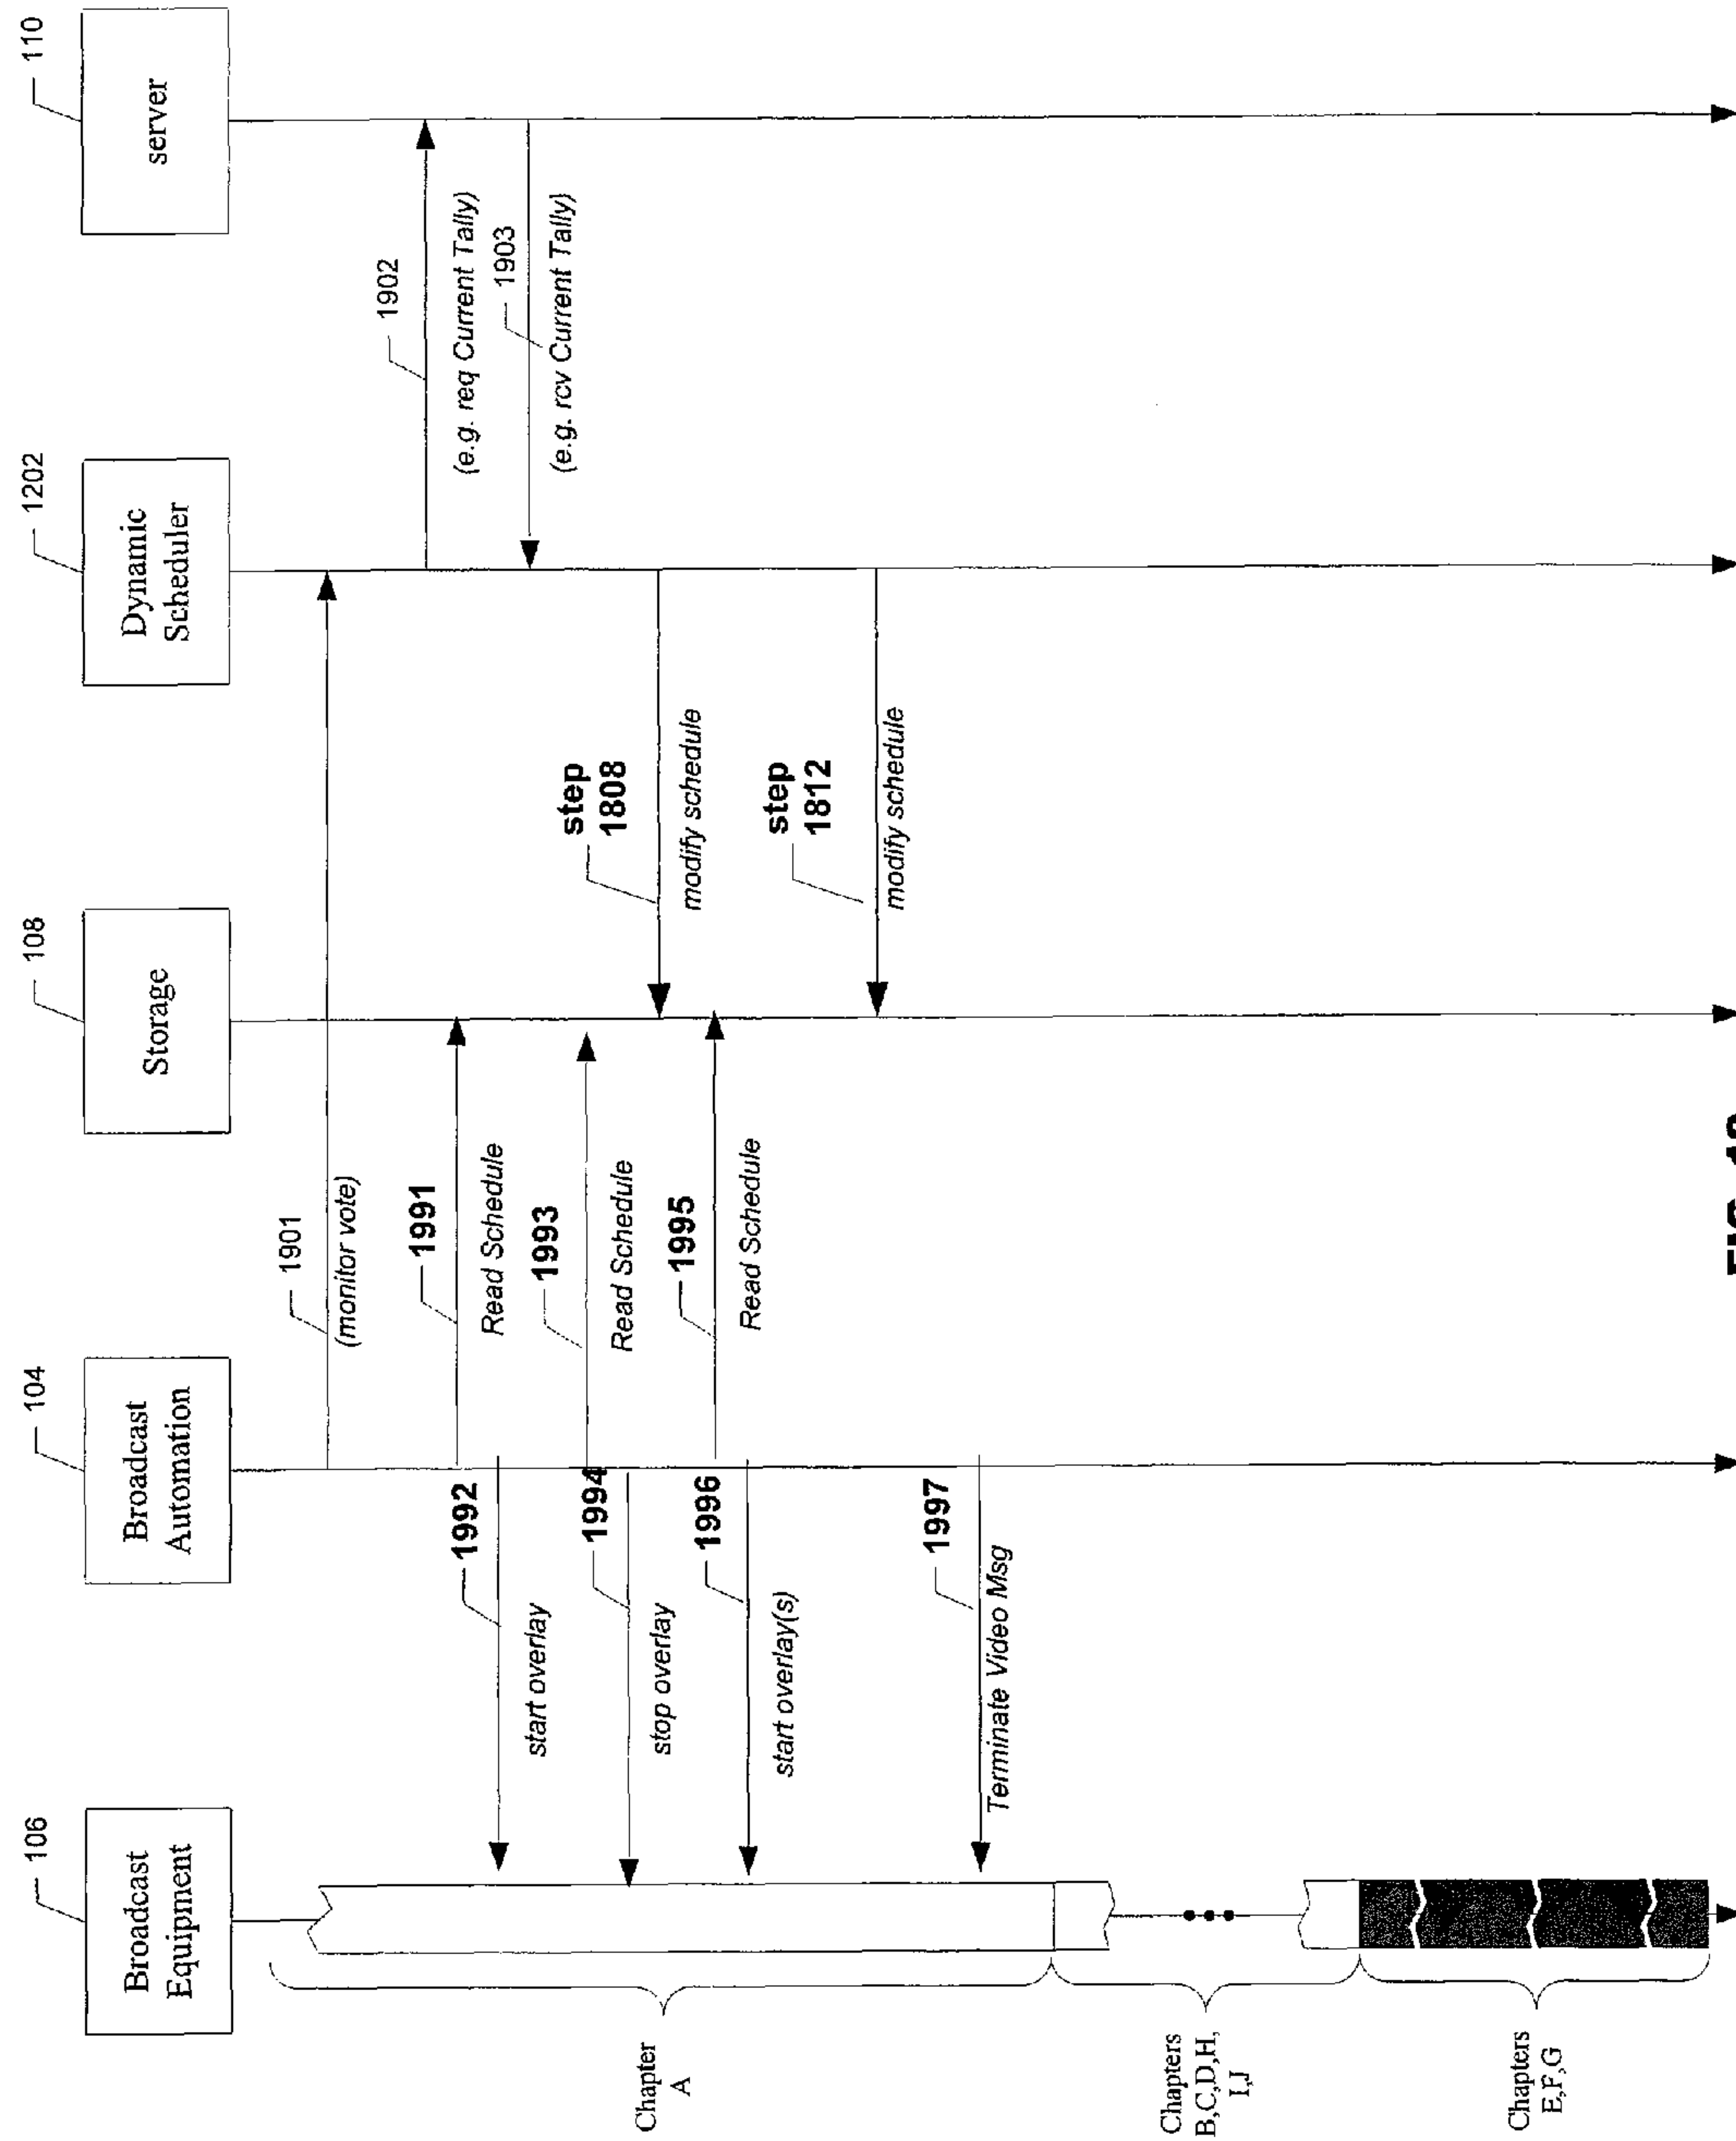 106
Broadcast
Equipment
104
Broadcast
Automation
108
Storage
1202
Dynamic
Scheduler
110
server
1901
(monitor vote)
1902
(e.g. req Current Tally)
1903
(e.g. rcv Current Tally)
1991
Read Schedule
1992
start overlay
1993
Read Schedule
1994
stop overlay
step
1808
modify schedule
1995
Read Schedule
1996
start overlay(s)
step
1812
modify schedule
1997
Terminate Video Msg
Chapter
A
Chapters
B,C,D,H,
I,J
Chapters
E,F,G